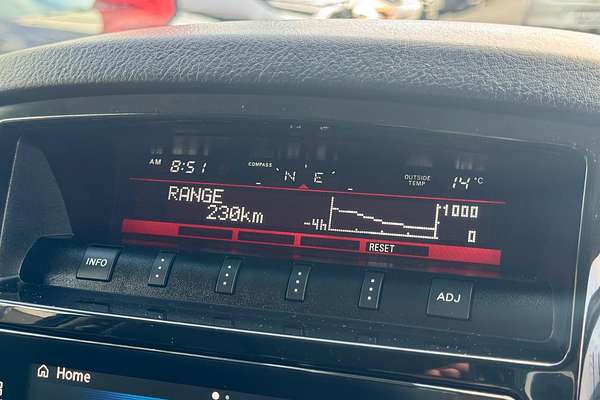 AM 8:51 COMPASS N E OUTSIDE TEMP 14°C
RANGE
230km
-4h
1000
0
RESET
INFO
ADJ
Home